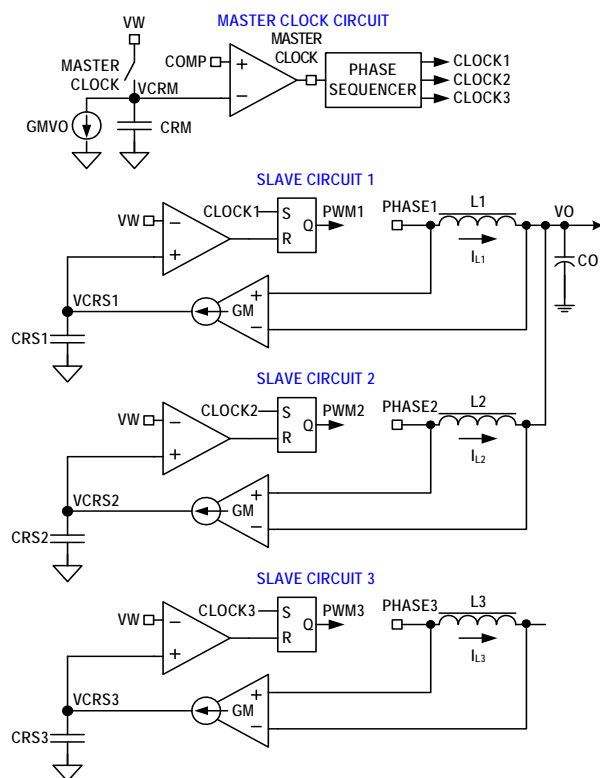 MASTER CLOCK CIRCUIT
VW
MASTER
CLOCK
COMP
MASTER
CLOCK
VCRM
GMVO
CRM
+
−
PHASE
SEQUENCER
CLOCK1
CLOCK2
CLOCK3
SLAVE CIRCUIT 1
VW
−
+
CLOCK1
S
R
Q
PWM1
PHASE1
L1
IL1
VO
CO
VCRS1
GM
+
−
CRS1
SLAVE CIRCUIT 2
VW
−
+
CLOCK2
S
R
Q
PWM2
PHASE2
L2
IL2
VCRS2
GM
+
−
CRS2
SLAVE CIRCUIT 3
VW
−
+
CLOCK3
S
R
Q
PWM3
PHASE3
L3
IL3
VCRS3
GM
+
−
CRS3